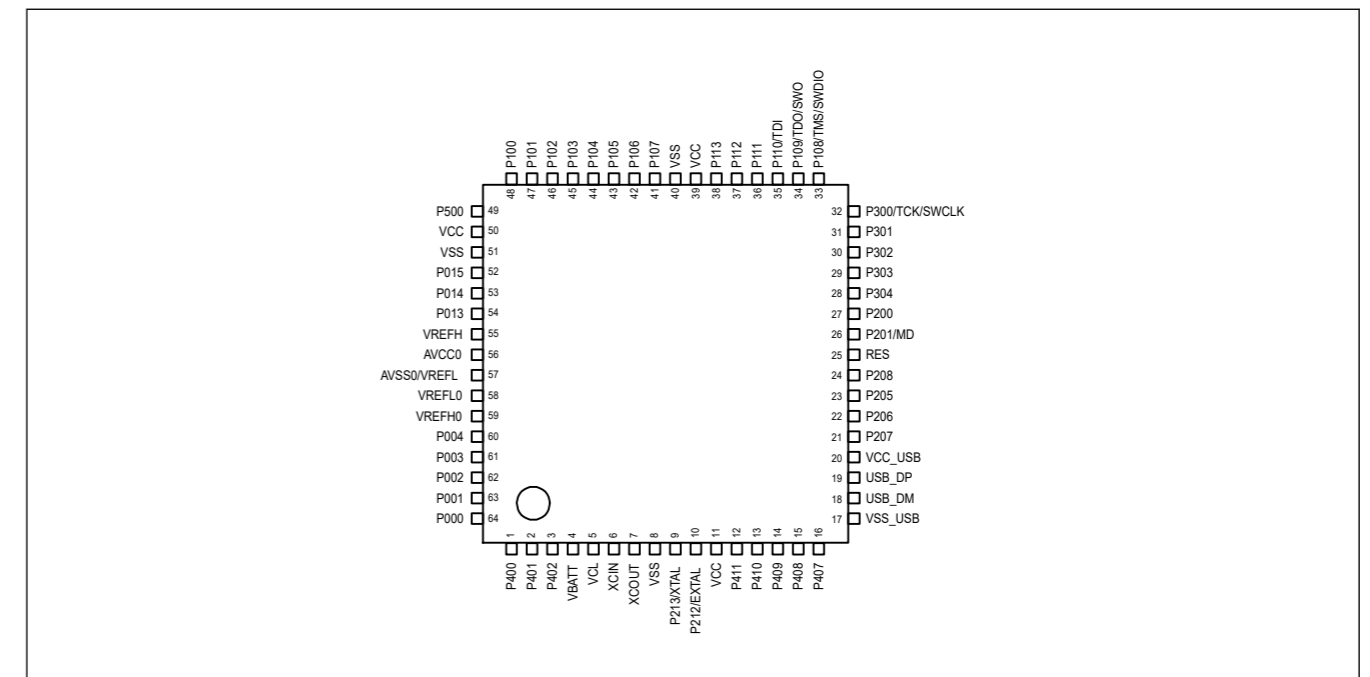 P100
P101
P102
P103
P104
P105
P106
P107
VSS
VCC
P113
P112
P111
P110/TDI
P109/TDO/SWO
P108/TMS/SWDIO
48
47
46
45
44
43
42
41
40
39
38
37
36
35
34
33
P500 49
VCC 50
VSS 51
P015 52
P014 53
P013 54
VREFH 55
AVCC0 56
AVSS0/VREFL 57
VREFL0 58
VREFH0 59
P004 60
P003 61
P002 62
P001 63
P000 64
32 P300/TCK/SWCLK
31 P301
30 P302
29 P303
28 P304
27 P200
26 P201/MD
25 RES
24 P208
23 P205
22 P206
21 P207
20 VCC_USB
19 USB_DP
18 USB_DM
17 VSS_USB
1
2
3
4
5
6
7
8
9
10
11
12
13
14
15
16
P400
P401
P402
VBATT
VCL
XCIN
XCOUT
VSS
P213/XTAL
P212/EXTAL
VCC
P411
P410
P409
P408
P407